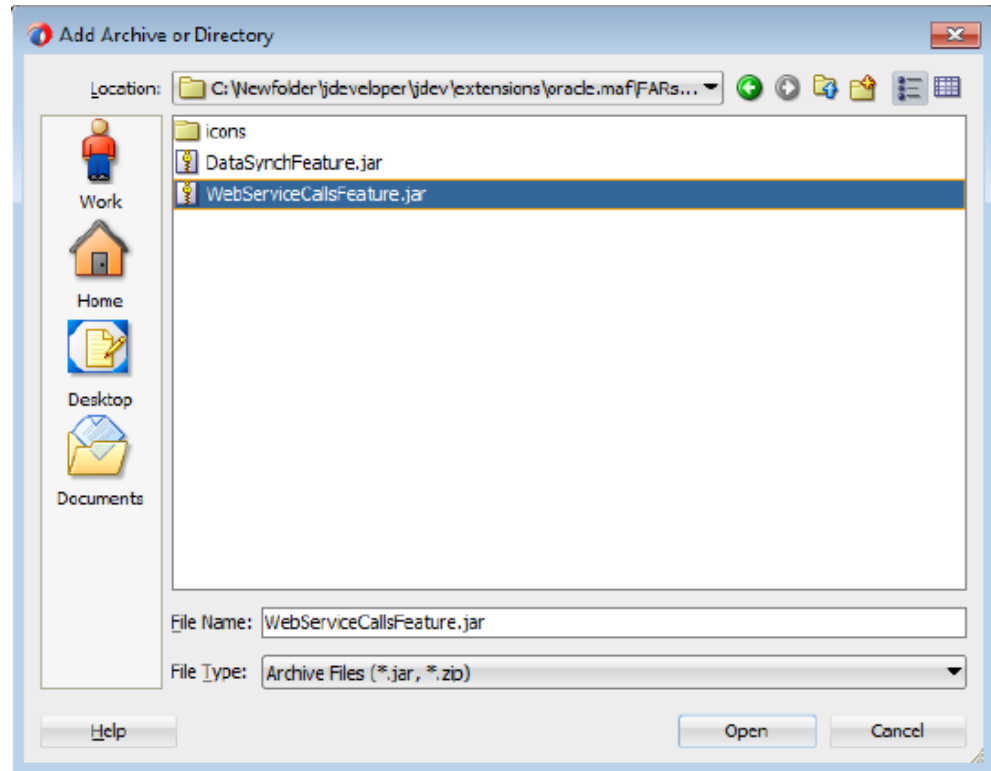 Add Archive or Directory
Location: C:\Newfolder\jdeveloper\jdev\extensions\oracle.maf\FARs...
icons
DataSynchFeature.jar
WebServiceCallsFeature.jar
Work
Home
Desktop
Documents
File Name: WebServiceCallsFeature.jar
File Type: Archive Files (*.jar, *.zip)
Help Open Cancel